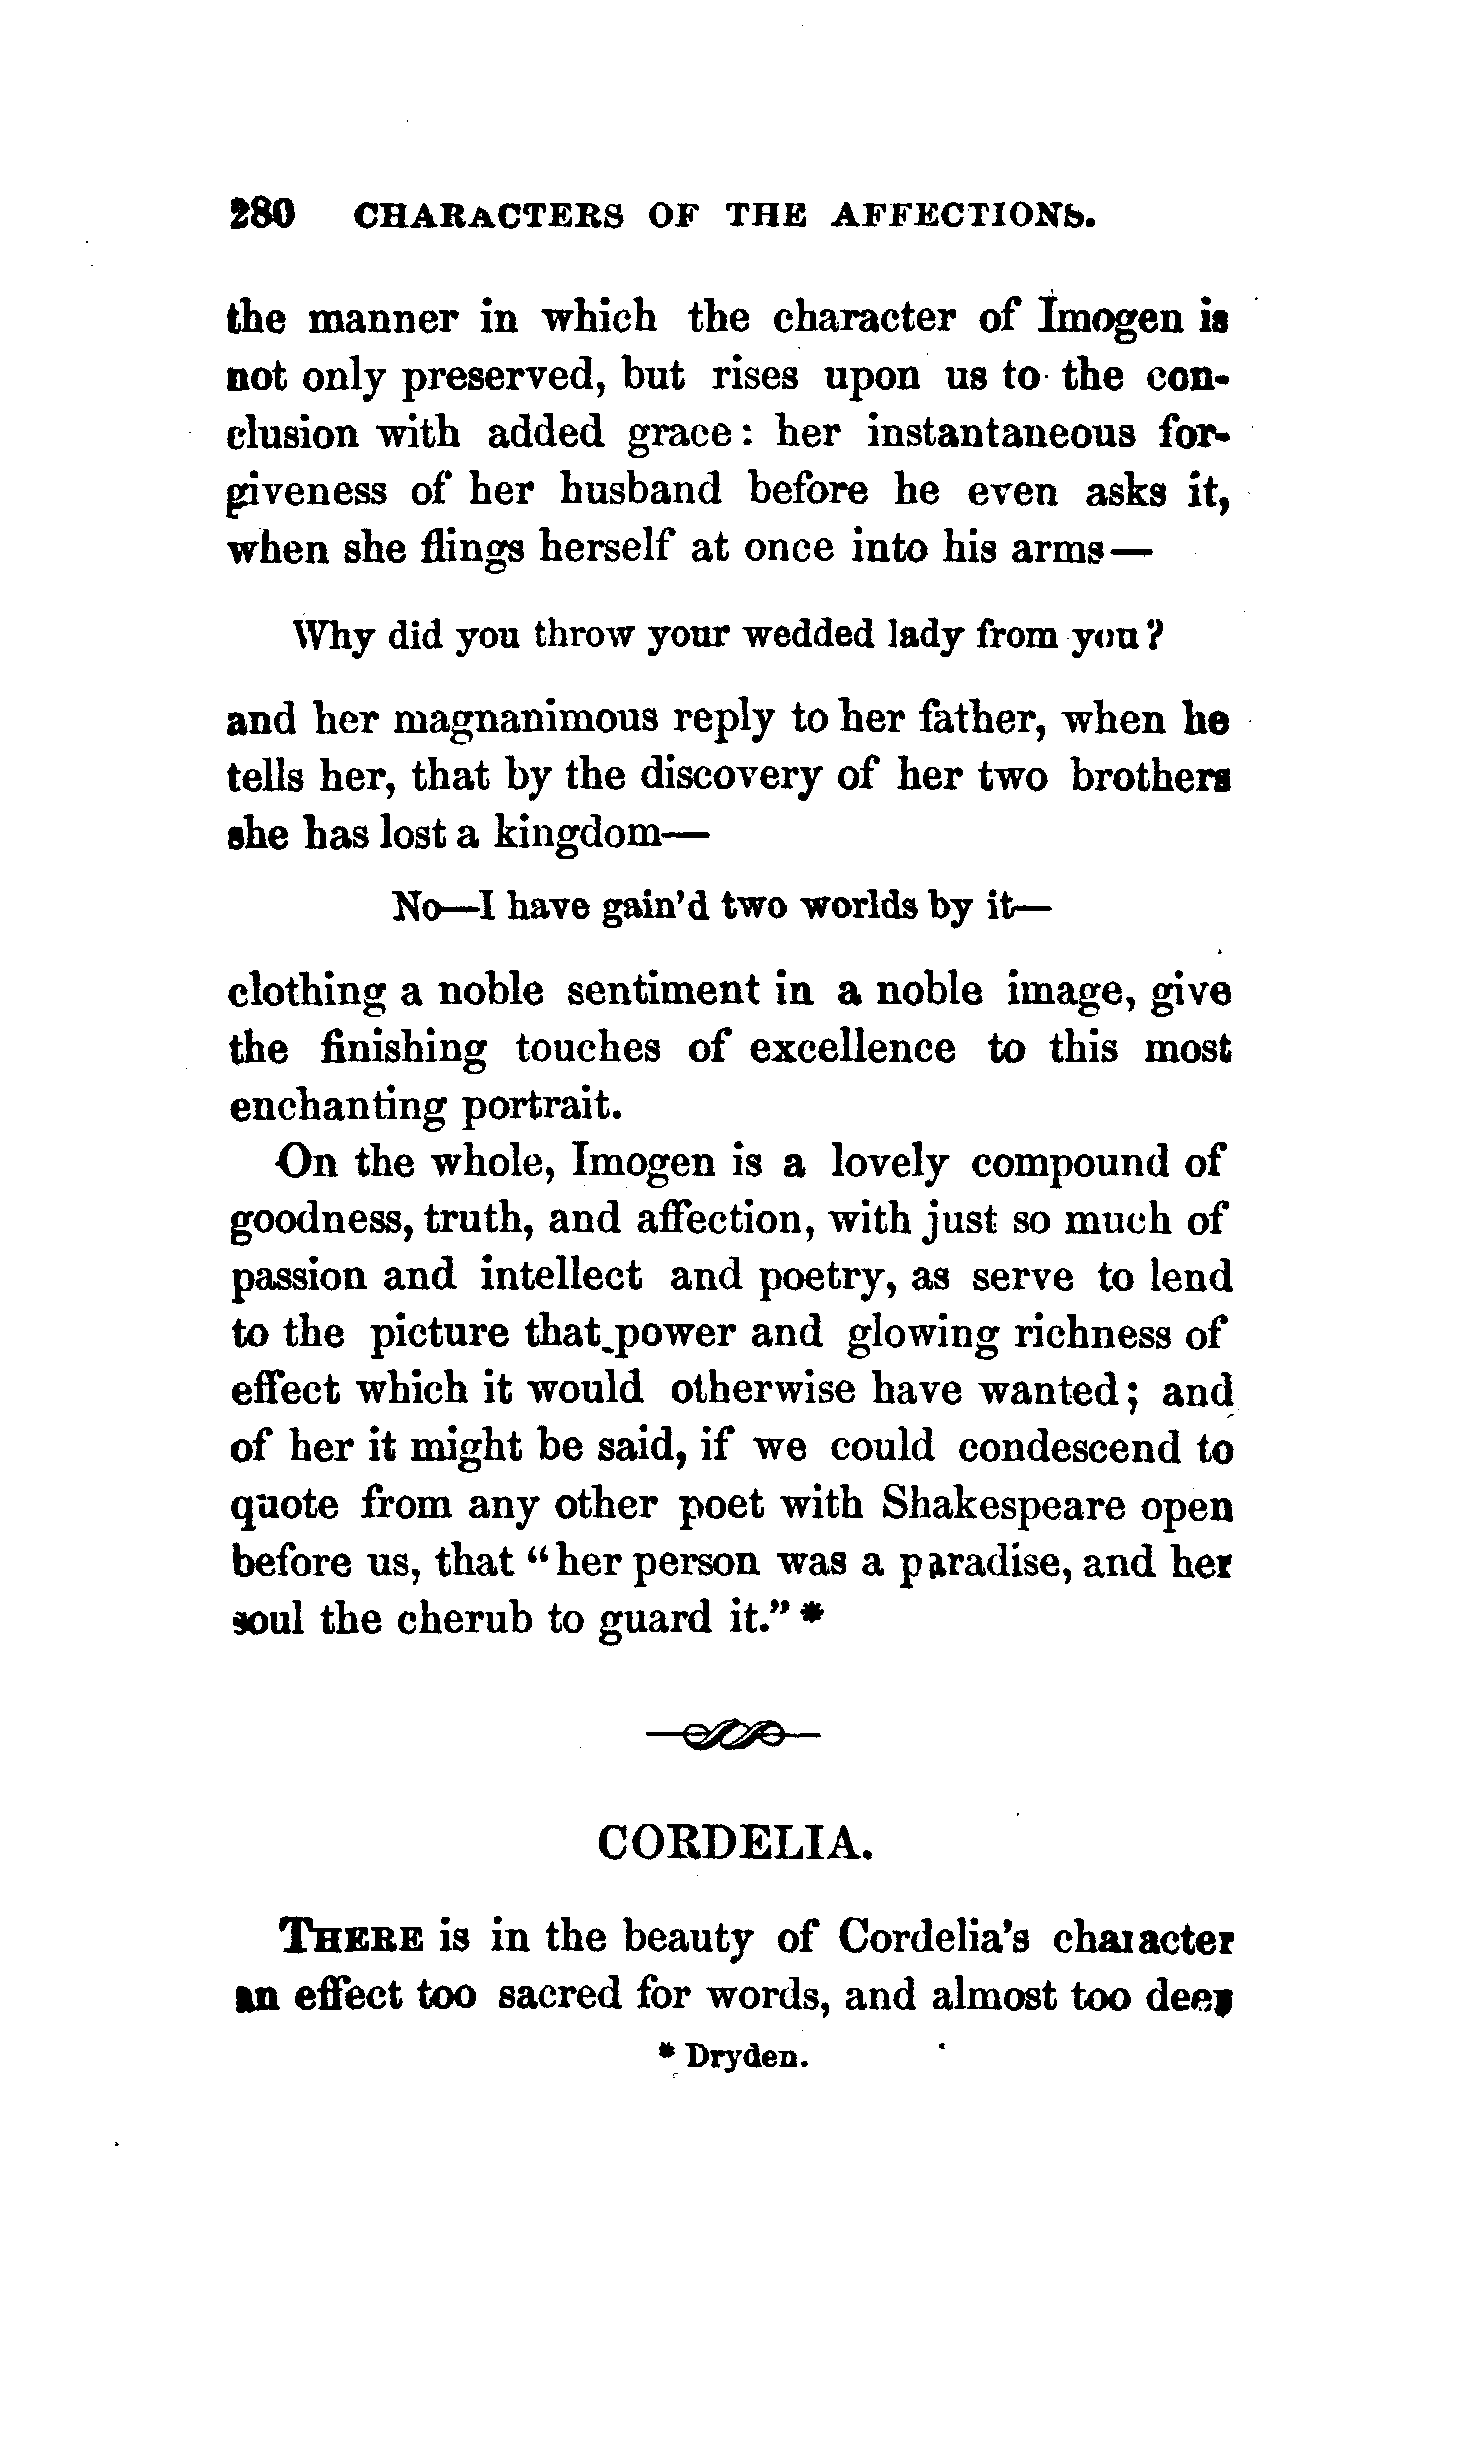 280 CHARACTERS OF THE AFFECTIONS.
the manner in which the character of Imogen is
not only preserved, but rises upon us to the con-
clusion with added grace: her instantaneous for-
giveness of her husband before he even asks it,
when she flings herself at once into his arms—
Why did you throw your wedded lady from you?
and her magnanimous reply to her father, when he
tells her, that by the discovery of her two brothers
she has lost a kingdom—
No—I have gain'd two worlds by it—
clothing a noble sentiment in a noble image, give
the finishing touches of excellence to this most
enchanting portrait.
On the whole, Imogen is a lovely compound of
goodness, truth, and affection, with just so much of
passion and intellect and poetry, as serve to lend
to the picture that power and glowing richness of
effect which it would otherwise have wanted; and
of her it might be said, if we could condescend to
quote from any other poet with Shakespeare open
before us, that "her person was a paradise, and her
soul the cherub to guard it." *
CORDELIA.
THERE is in the beauty of Cordelia's character
an effect too sacred for words, and almost too deep
* Dryden.